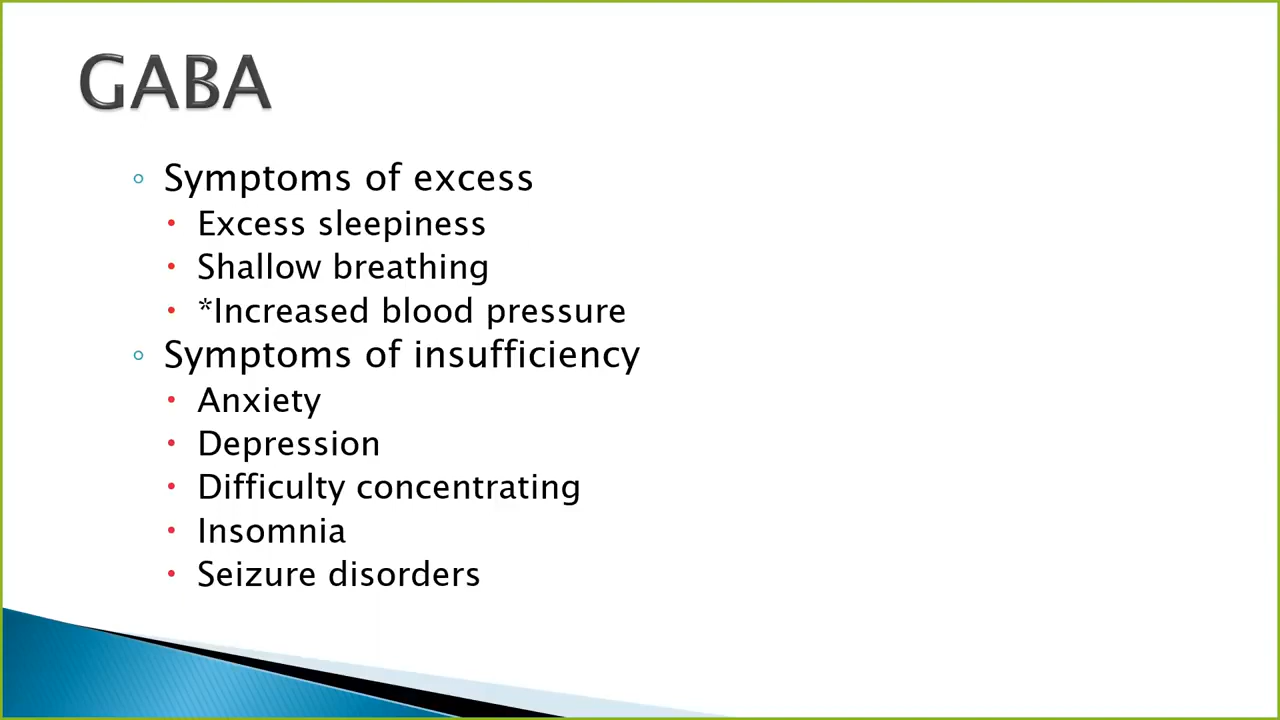 GABA
◦ Symptoms of excess
• Excess sleepiness
• Shallow breathing
• *Increased blood pressure
◦ Symptoms of insufficiency
• Anxiety
• Depression
• Difficulty concentrating
• Insomnia
• Seizure disorders